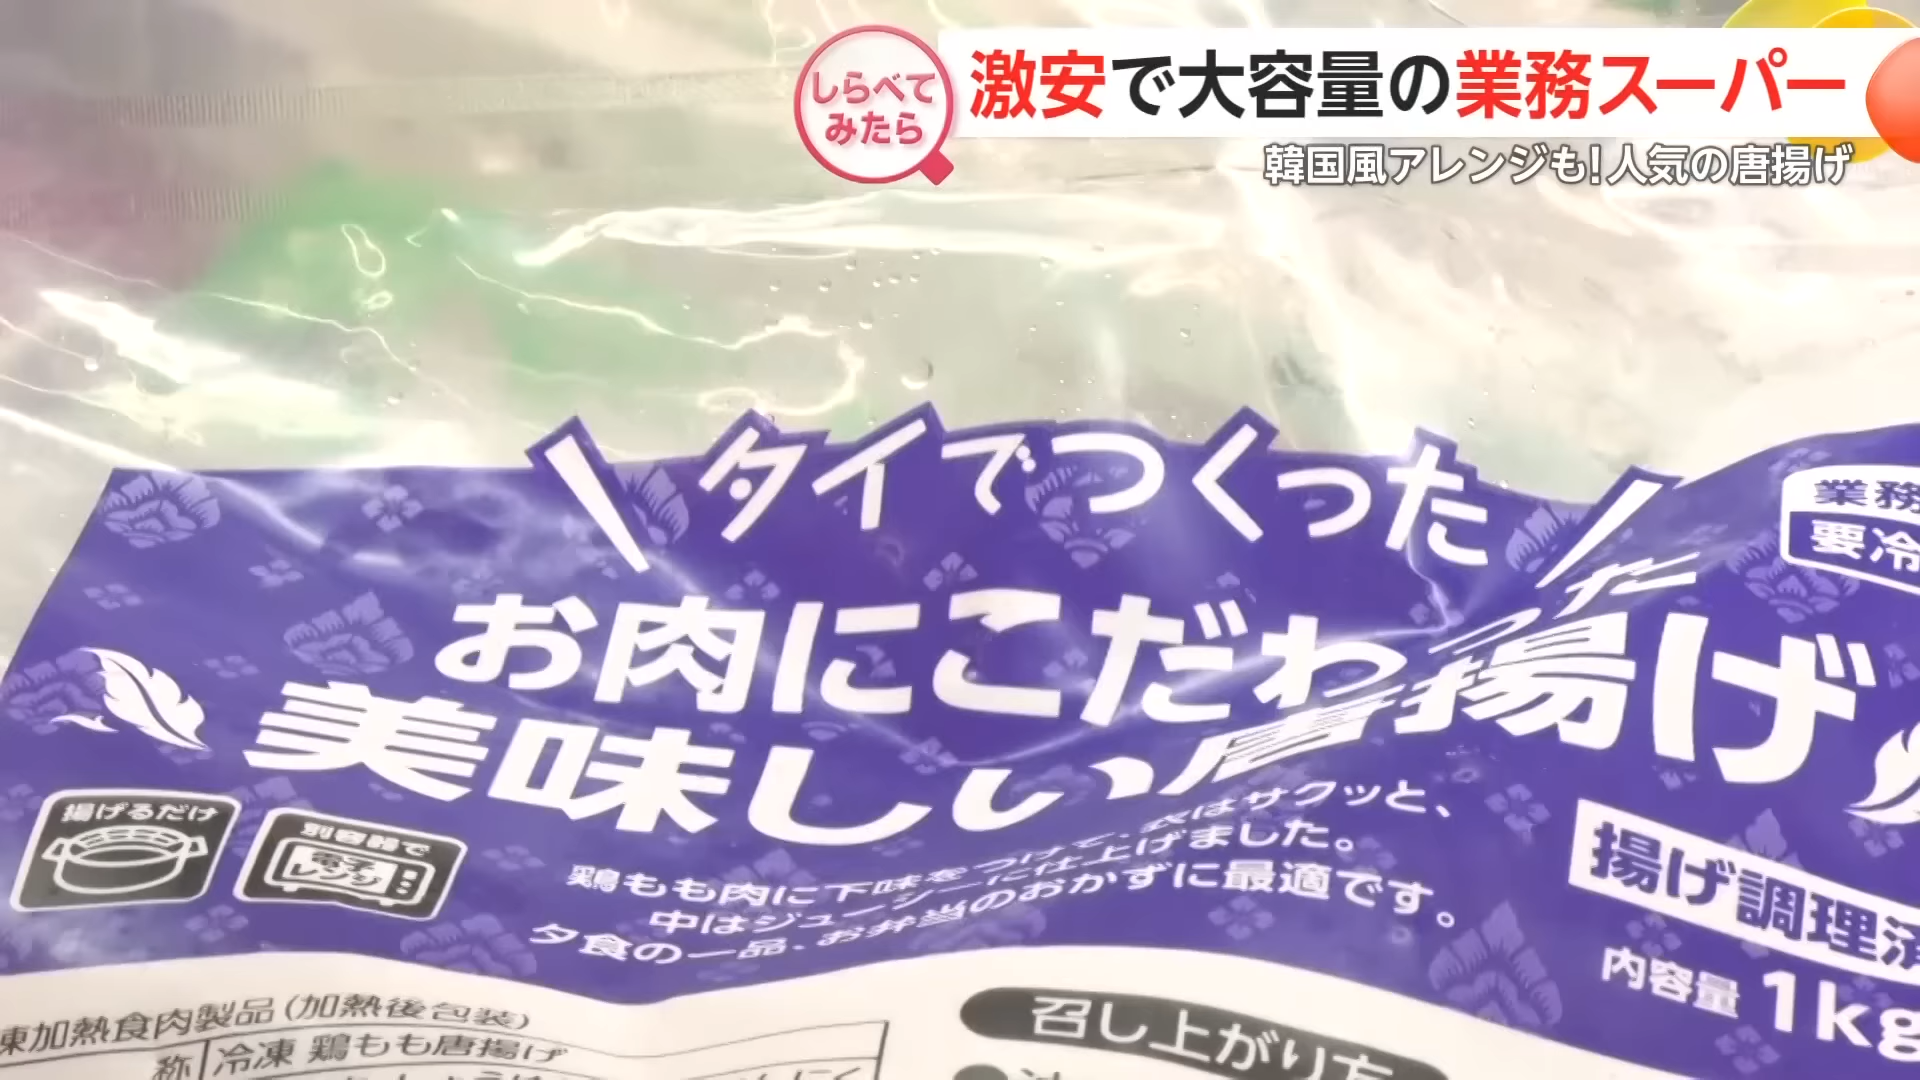 しらべて
みたら
激安で大容量の業務スーパー
韓国風アレンジも!人気の唐揚げ
タイでつくった
業務
要冷
お肉にこだわ
美味しい唐揚げ
揚げるだけ
別容器で
電子
レンジ
鶏もも肉に下味をつけて、衣はサクッと、
中はジューシーに仕上げました。
夕食の一品、お弁当のおかずに最適です。
揚げ調理済
内容量 1kg
凍加熱食肉製品(加熱後包装)
称 冷凍 鶏もも唐揚げ
召し上がり方